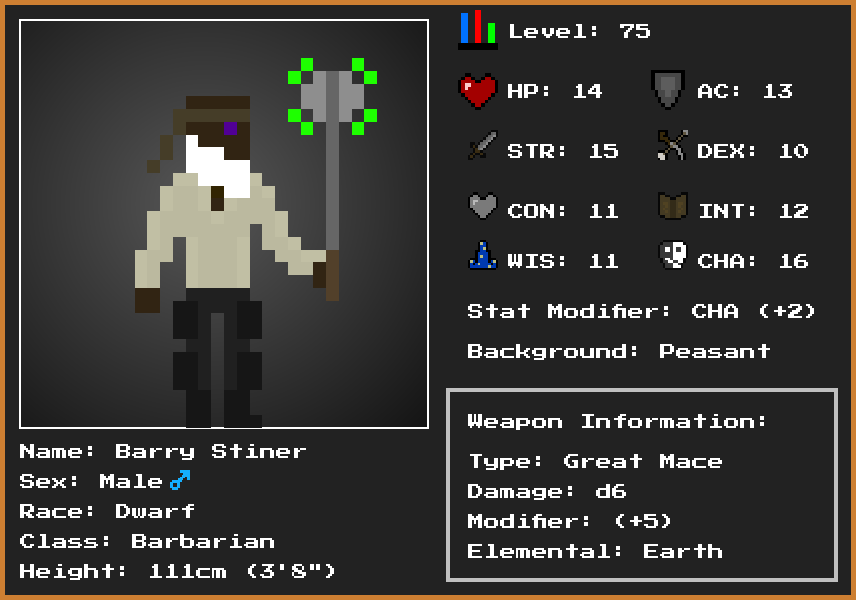 Level: 75
HP: 14
AC: 13
STR: 15
DEX: 10
CON: 11
INT: 12
WIS: 11
CHA: 16
Stat Modifier: CHA (+2)
Background: Peasant
Name: Barry Stiner
Sex: Male♂
Race: Dwarf
Class: Barbarian
Height: 111cm (3'8")
Weapon Information:
Type: Great Mace
Damage: d6
Modifier: (+5)
Elemental: Earth